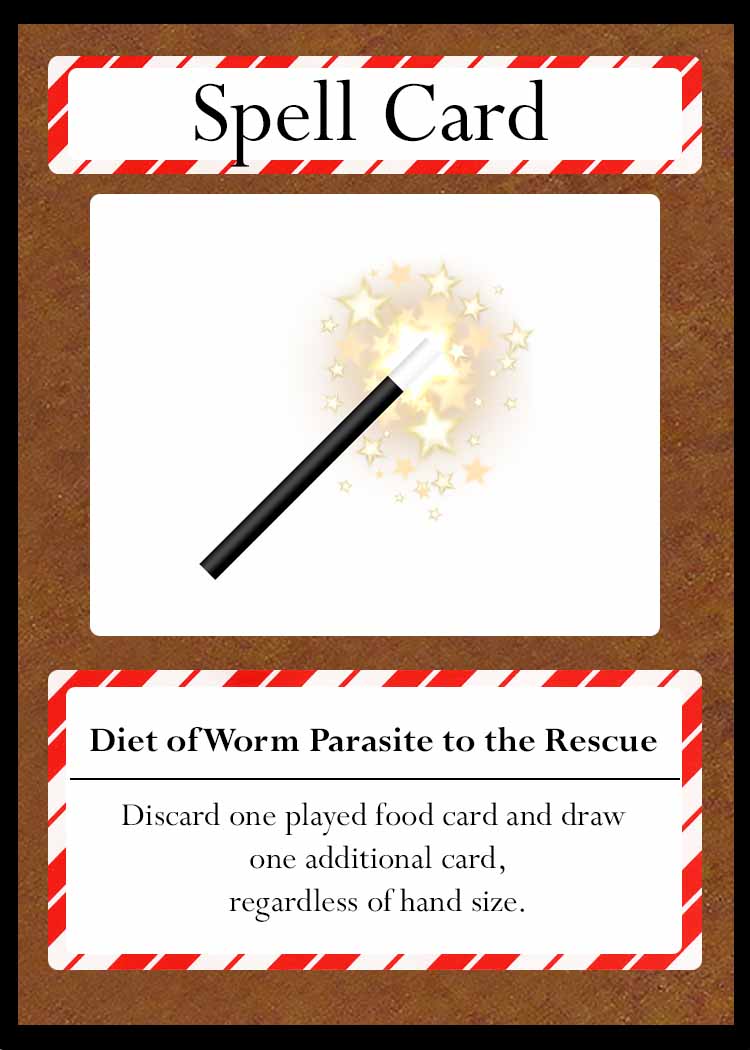 Spell Card
Diet of Worm Parasite to the Rescue
Discard one played food card and draw
one additional card,
regardless of hand size.